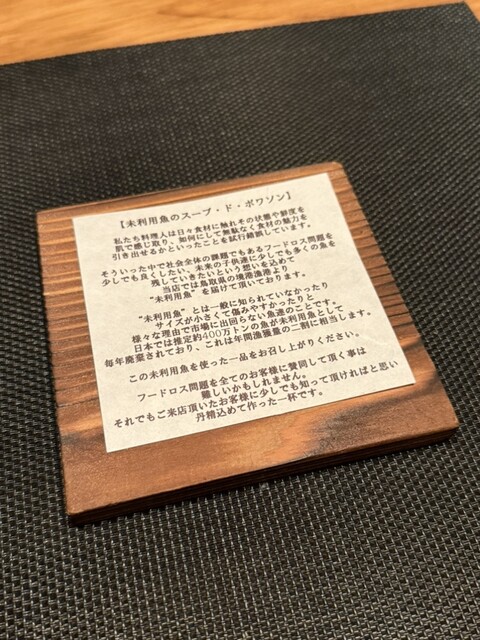 【未利用魚のスープ・ド・ポワソン】
私たち料理人は日々食材に触れその状態や鮮度を
肌で感じ取り、如何にして無駄なく食材の魅力を
引き出せるかといったことを試行錯誤しています。
そういった中で社会全体の課題でもあるフードロス問題を
少しでも良くしたい、未来の子供達に少しでも多くの魚を
残していきたいという想いを込めて
当店では鳥取県の境港漁港より
“未利用魚”を届けて頂いております。
“未利用魚”とは一般に知られていなかったり
サイズが小さくて傷みやすかったりと
様々な理由で市場に出回らない魚達のことです。
日本では推定約400万トンの魚が未利用魚として
毎年廃棄されており、これは年間漁獲量の二割に相当します。
この未利用魚を使った一品をお召し上がりください。
フードロス問題を全てのお客様に賛同して頂く事は
難しいかもしれません。
それでもご来店頂いたお客様に少しでも知って頂ければと思い
丹精込めて作った一杯です。